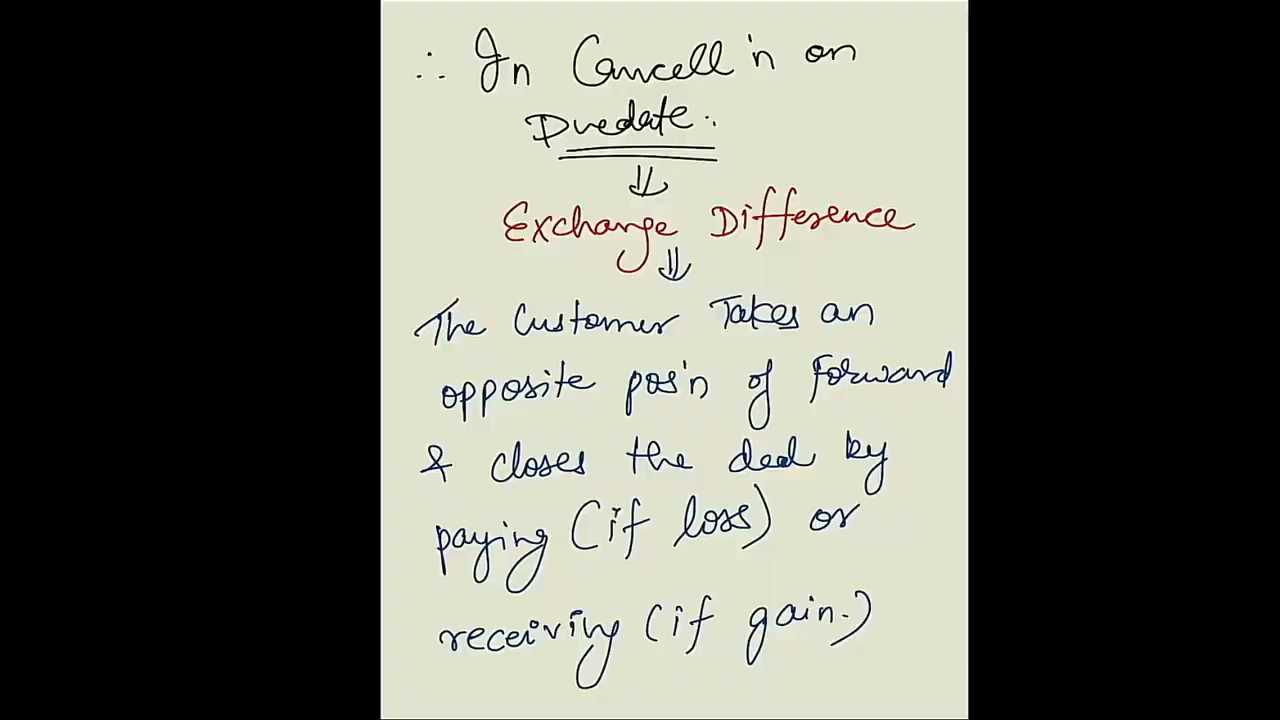 ∴ In Cancell'n on
Duedate :.
⇓
Exchange Difference
⇓
The Customer Takes an
opposite pos'n of Forward
& closes the deal by
paying (if loss) or
receiving (if gain.)